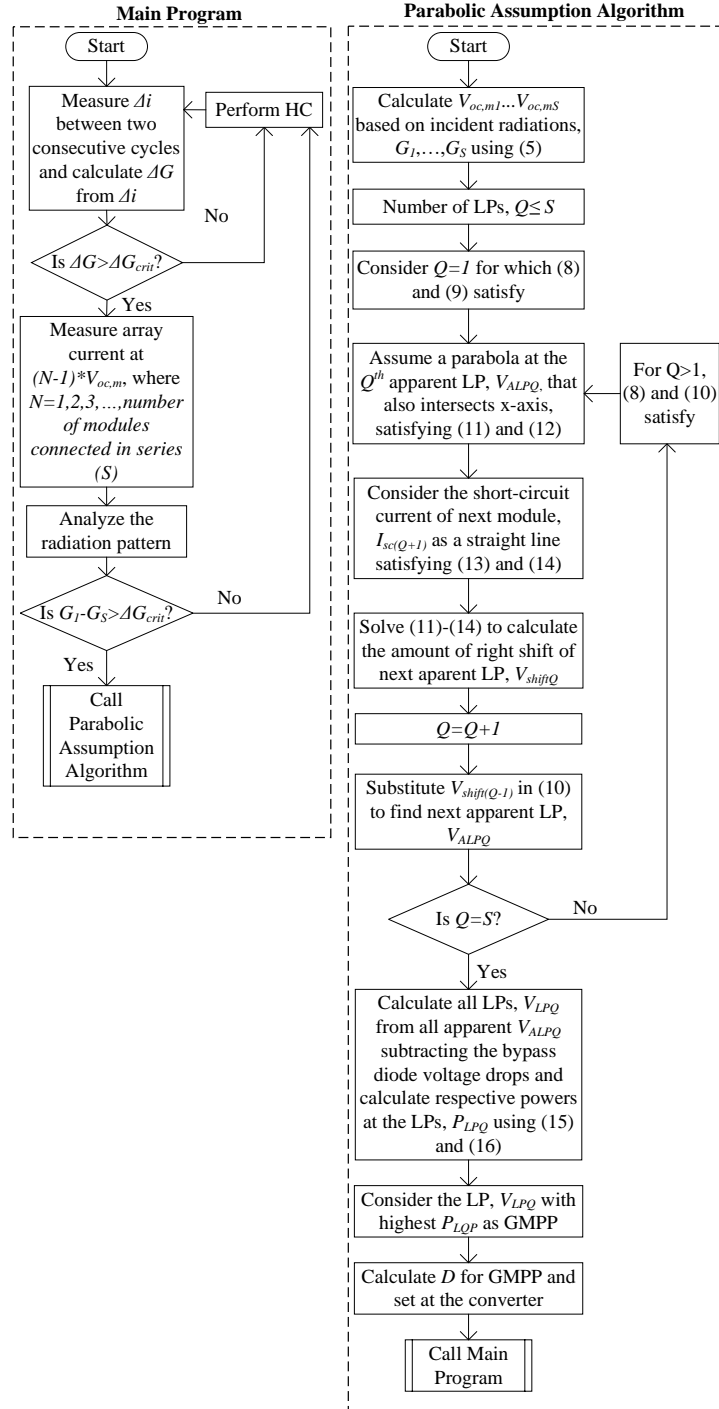 Main Program
Start
Measure Δi
between two
consecutive cycles
and calculate ΔG
from Δi
Perform HC
No
Is ΔG>ΔGcrit?
Yes
Measure array
current at
(N-1)*Voc,m, where
N=1,2,3,...,number
of modules
connected in series
(S)
Analyze the
radiation pattern
Is G1-GS>ΔGcrit?
No
Yes
Call
Parabolic
Assumption
Algorithm
Parabolic Assumption Algorithm
Start
Calculate Voc,m1...Voc,mS
based on incident radiations,
G1,...,GS using (5)
Number of LPs, Q≤ S
Consider Q=1 for which (8)
and (9) satisfy
Assume a parabola at the
Qth apparent LP, VALPQ, that
also intersects x-axis,
satisfying (11) and (12)
For Q>1,
(8) and (10)
satisfy
Consider the short-circuit
current of next module,
Isc(Q+1) as a straight line
satisfying (13) and (14)
Solve (11)-(14) to calculate
the amount of right shift of
next aparent LP, VshiftQ
Q=Q+1
Substitute Vshift(Q-1) in (10)
to find next apparent LP,
VALPQ
Is Q=S?
No
Yes
Calculate all LPs, VLPQ
from all apparent VALPQ
subtracting the bypass
diode voltage drops and
calculate respective powers
at the LPs, PLPQ using (15)
and (16)
Consider the LP, VLPQ with
highest PLQP as GMPP
Calculate D for GMPP and
set at the converter
Call Main
Program